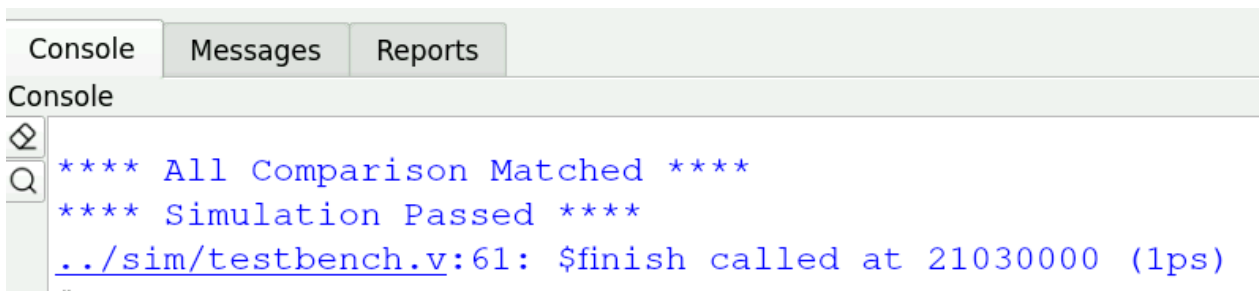 Console Messages Reports
Console
**** All Comparison Matched ****
**** Simulation Passed ****
../sim/testbench.v:61: $finish called at 21030000 (1ps)